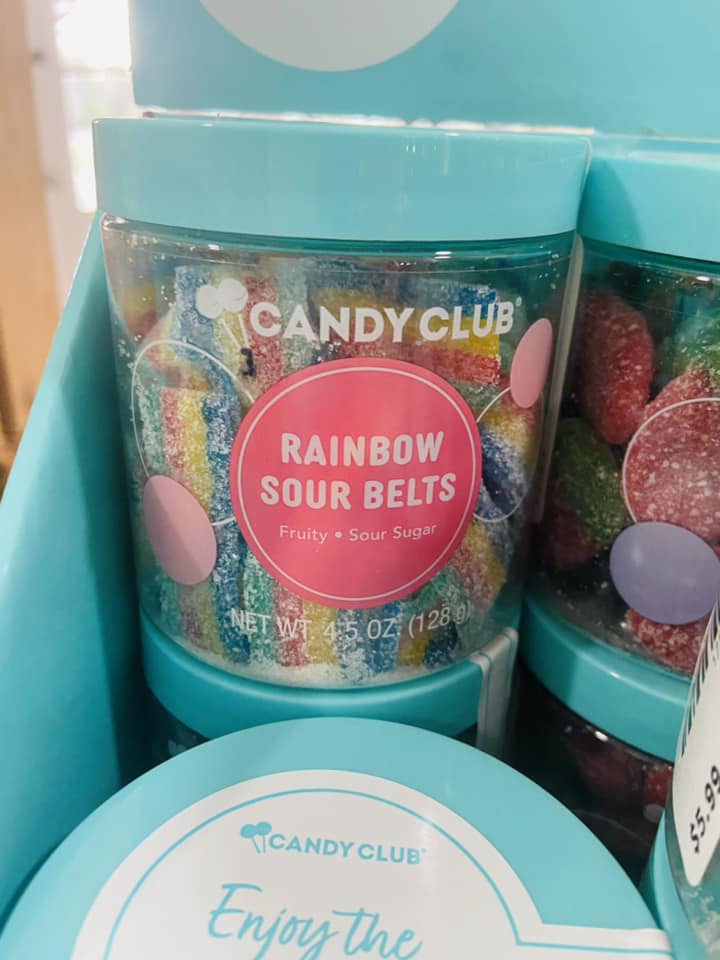 CANDY CLUB®
RAINBOW
SOUR BELTS
Fruity • Sour Sugar
NET WT. 4.5 OZ. (128 g)
CANDY CLUB®
Enjoy the
$5.99